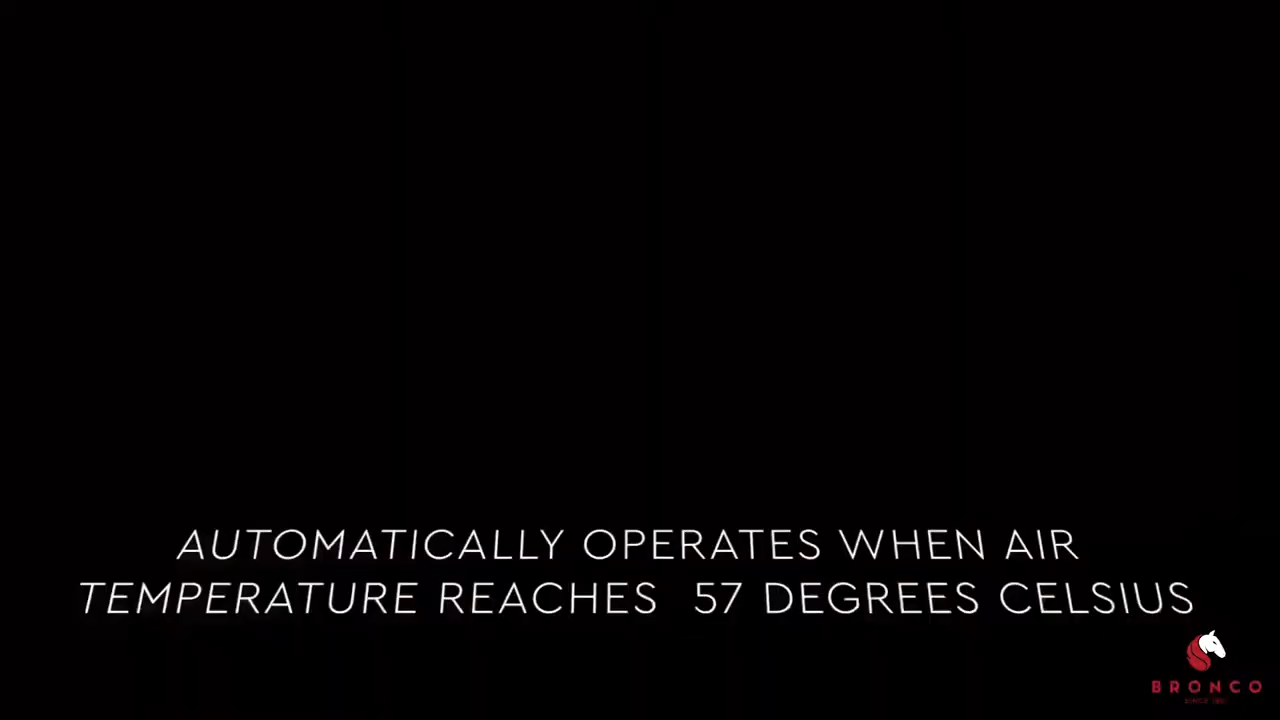 AUTOMATICALLY OPERATES WHEN AIR
TEMPERATURE REACHES 57 DEGREES CELSIUS
BRONCO